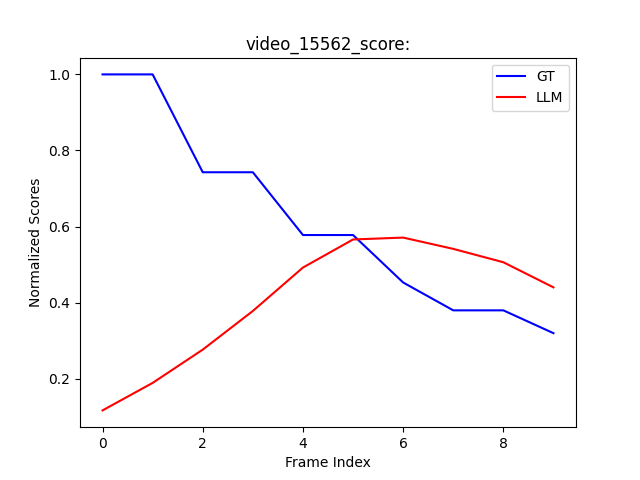 video_15562_score:
GT
LLM
1.0
0.8
0.6
0.4
0.2
Normalized Scores
0 2 4 6 8
Frame Index